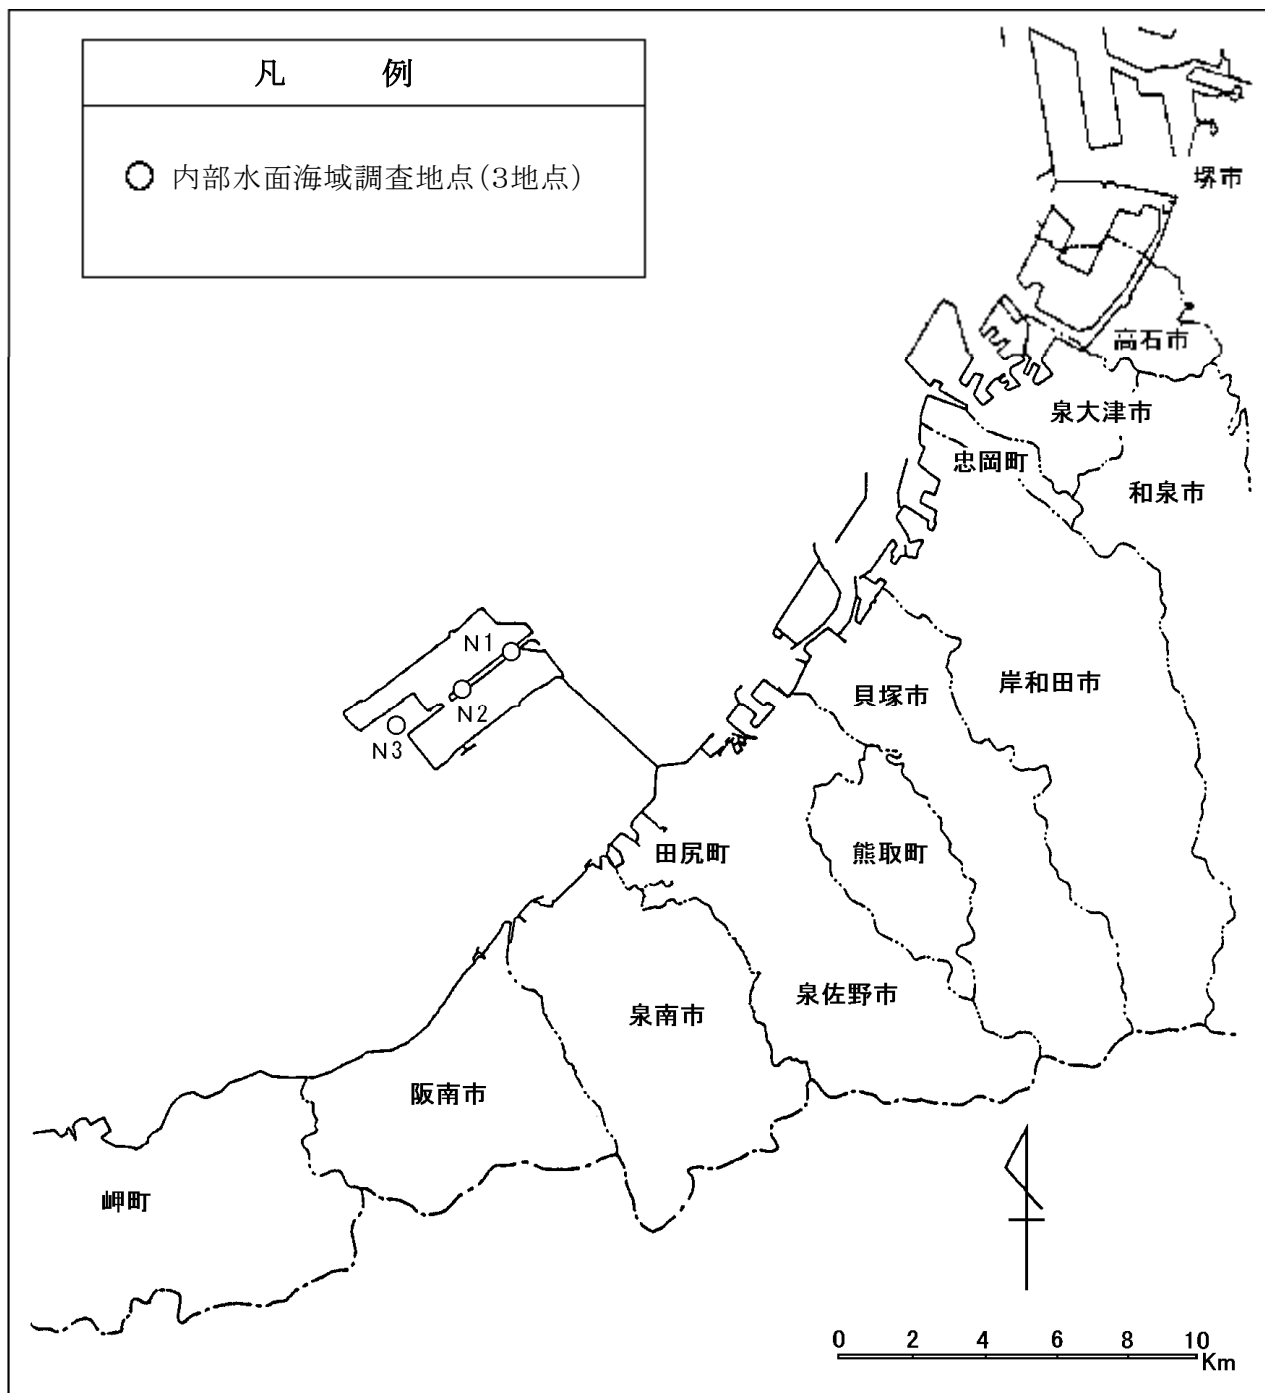 凡 例
内部水面海域調査地点(3地点)
堺市
高石市
泉大津市
忠岡町
和泉市
N1
岸和田市
貝塚市
N2
N3
田尻町
熊取町
泉佐野市
泉南市
阪南市
岬町
0 2 4 6 8 10
Km